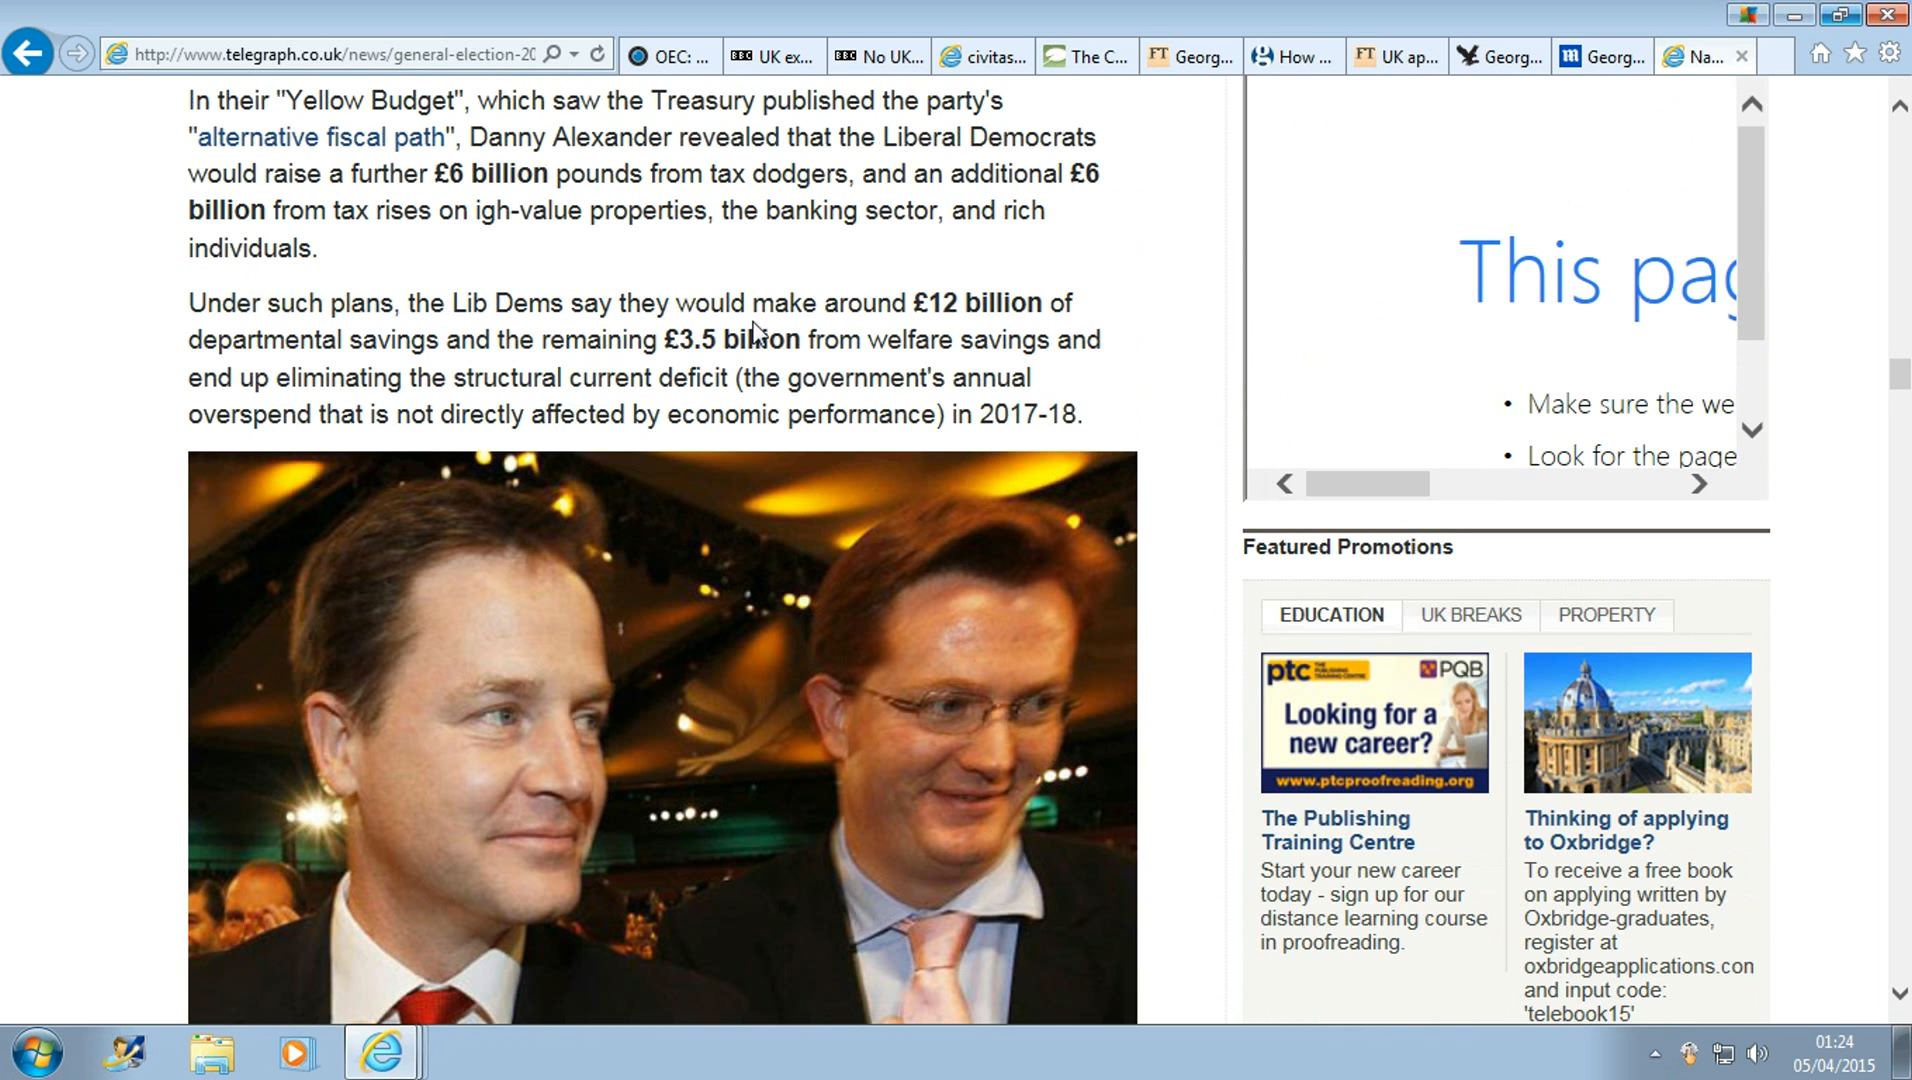 http://www.telegraph.co.uk/news/general-election-20
OEC: ...
BBC UK ex...
BBC No UK...
civitas...
The C...
FT Georg...
How ...
FT UK ap...
Georg...
m Georg...
Na...
In their "Yellow Budget", which saw the Treasury published the party's
"alternative fiscal path", Danny Alexander revealed that the Liberal Democrats
would raise a further £6 billion pounds from tax dodgers, and an additional £6
billion from tax rises on igh-value properties, the banking sector, and rich
individuals.
Under such plans, the Lib Dems say they would make around £12 billion of
departmental savings and the remaining £3.5 billion from welfare savings and
end up eliminating the structural current deficit (the government's annual
overspend that is not directly affected by economic performance) in 2017-18.
This pag
• Make sure the we
• Look for the page
Featured Promotions
EDUCATION
UK BREAKS
PROPERTY
ptc THE PUBLISHING TRAINING CENTRE
PQB
Looking for a
new career?
www.ptcproofreading.org
The Publishing
Training Centre
Start your new career
today - sign up for our
distance learning course
in proofreading.
Thinking of applying
to Oxbridge?
To receive a free book
on applying written by
Oxbridge-graduates,
register at
oxbridgeapplications.con
and input code:
'telebook15'
01:24
05/04/2015